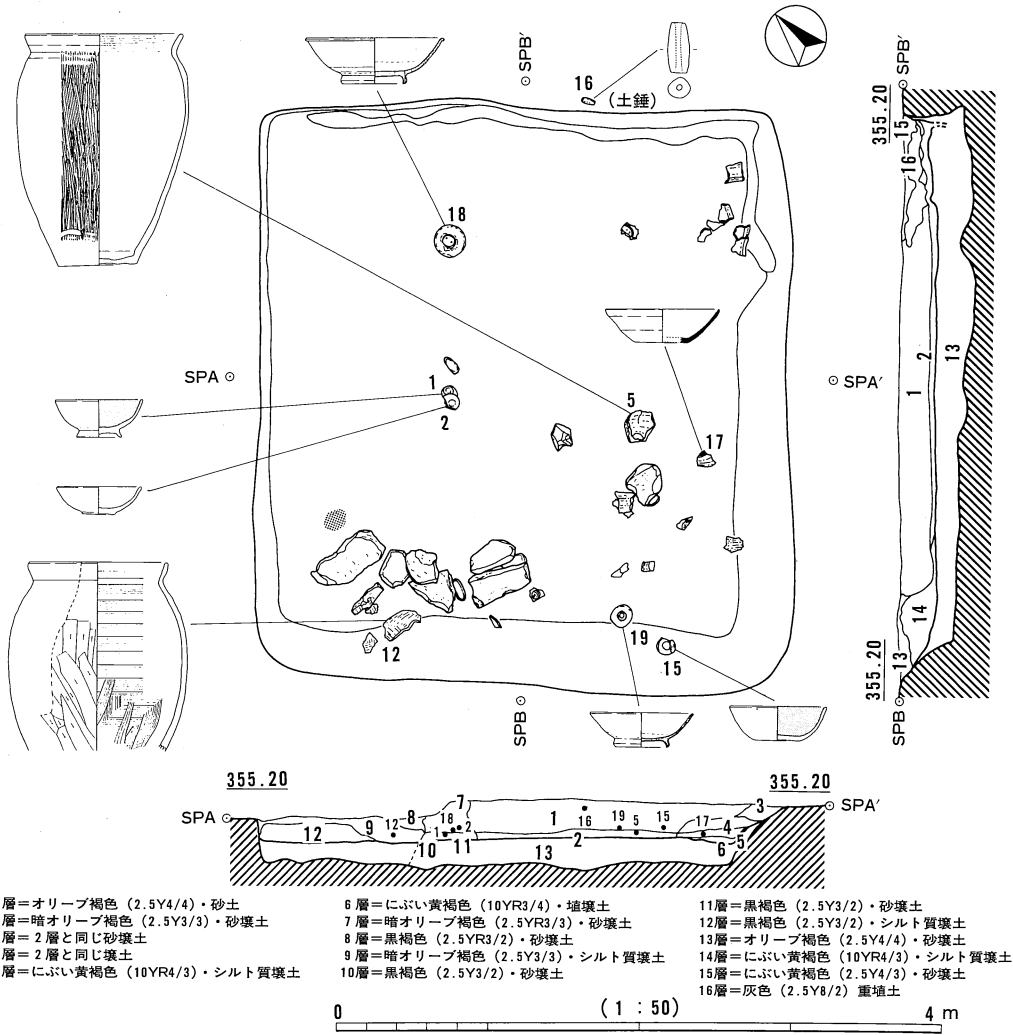 SPB′
16
(土錘)
SPB′
355.20
15
16
18
SPA
SPA′
1
2
5
17
1
2
13
14
13
12
19
15
355.20
SPB
SPB
355.20
355.20
SPA
SPA′
12
9
12
8
7
18
1
2
10
11
1
16
2
13
19
5
15
17
4
3
5
6
層=オリーブ褐色(2.5Y4/4)・砂土
層=暗オリーブ褐色(2.5Y3/3)・砂壌土
層=2層と同じ砂壌土
層=2層と同じ壌土
層=にぶい黄褐色(10YR4/3)・シルト質壌土
6層=にぶい黄褐色(10YR3/4)・埴壌土
7層=暗オリーブ褐色(2.5YR3/3)・砂壌土
8層=黒褐色(2.5YR3/2)・砂壌土
9層=暗オリーブ褐色(2.5Y3/3)・シルト質壌土
10層=黒褐色(2.5Y3/2)・砂壌土
11層=黒褐色(2.5Y3/2)・砂壌土
12層=黒褐色(2.5Y3/2)・シルト質壌土
13層=オリーブ褐色(2.5Y4/4)・砂壌土
14層=にぶい黄褐色(10YR4/3)・シルト質壌土
15層=にぶい黄褐色(2.5Y4/3)・砂壌土
16層=灰色(2.5Y8/2)重埴土
0
(1:50)
4 m